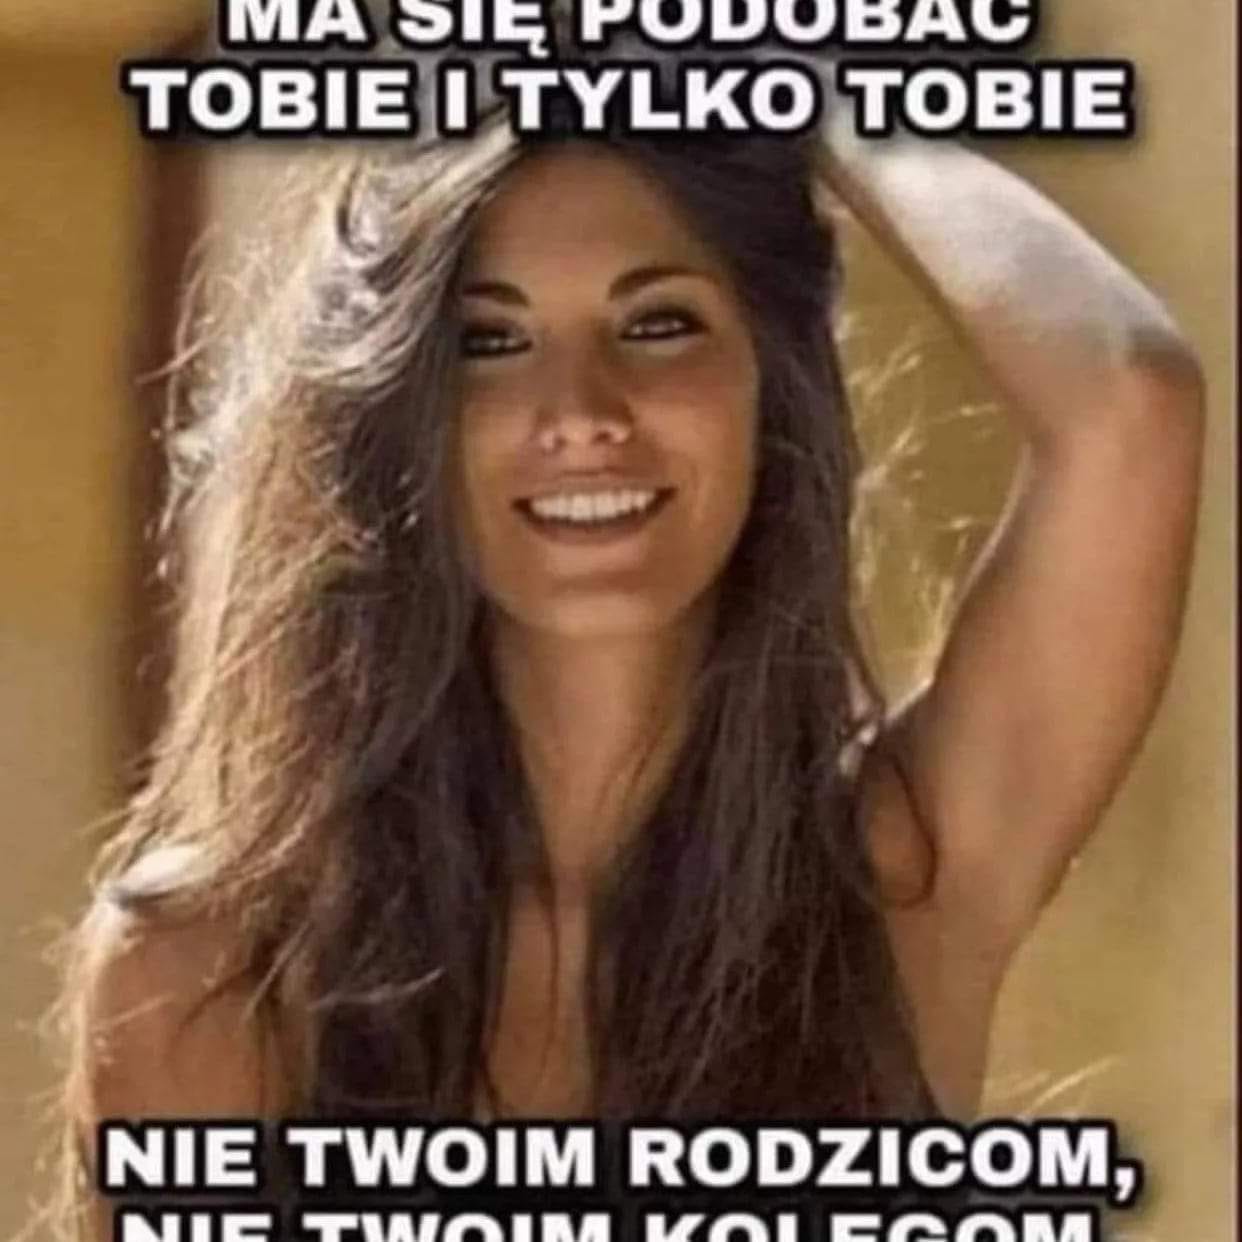 MA SIĘ PODOBAĆ
TOBIE I TYLKO TOBIE
NIE TWOIM RODZICOM,
NIE TWOIM KOLEGOM,